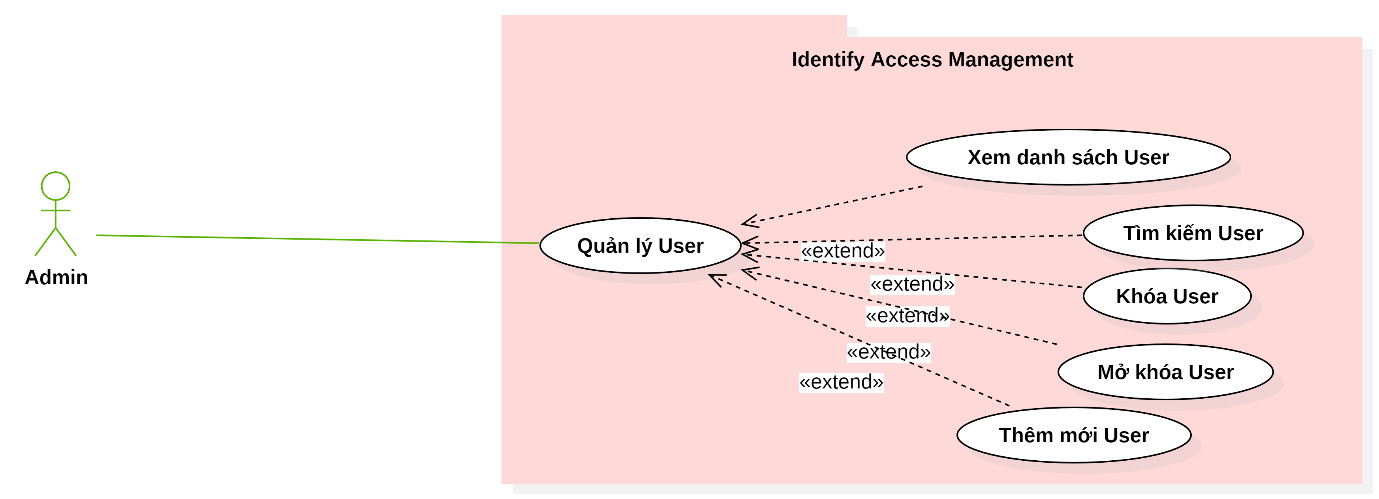 Identify Access Management
Xem danh sách User
Quản lý User
Tìm kiếm User
«extend»
Admin
«extend»
Khóa User
«extend»
«extend»
Mở khóa User
«extend»
Thêm mới User